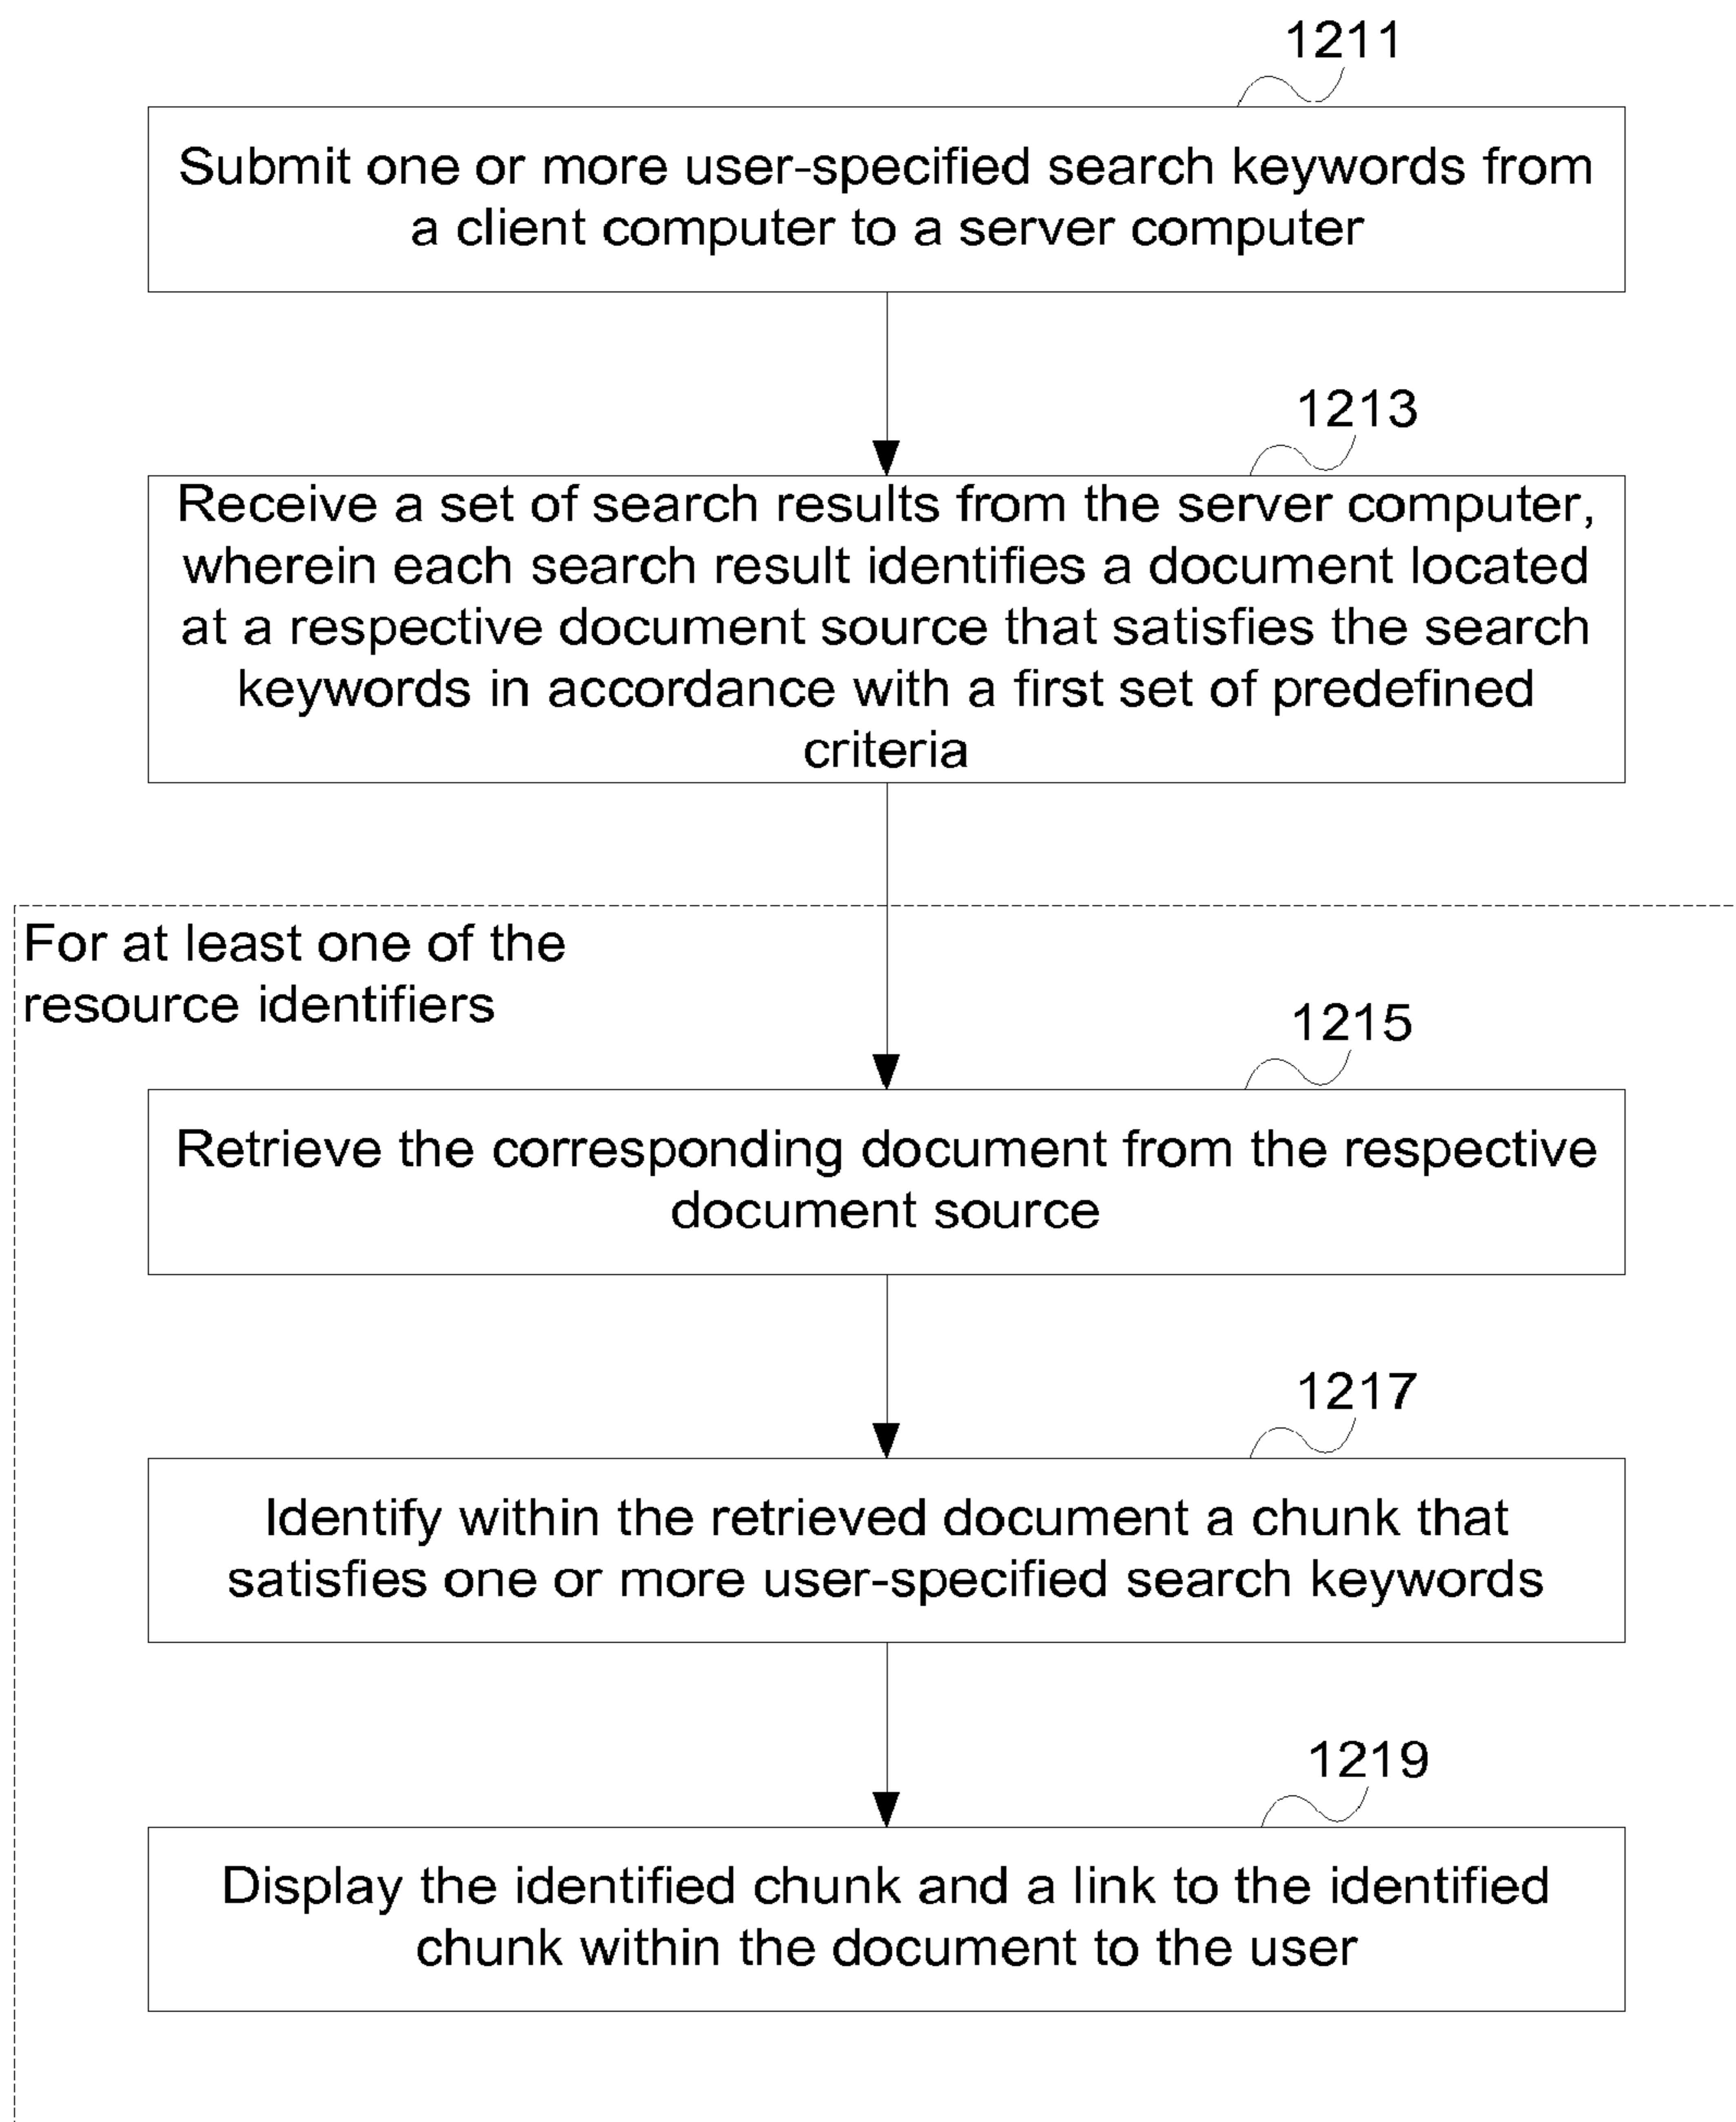 1211
Submit one or more user-specified search keywords from
a client computer to a server computer
1213
Receive a set of search results from the server computer,
wherein each search result identifies a document located
at a respective document source that satisfies the search
keywords in accordance with a first set of predefined
criteria
For at least one of the
resource identifiers
1215
Retrieve the corresponding document from the respective
document source
1217
Identify within the retrieved document a chunk that
satisfies one or more user-specified search keywords
1219
Display the identified chunk and a link to the identified
chunk within the document to the user